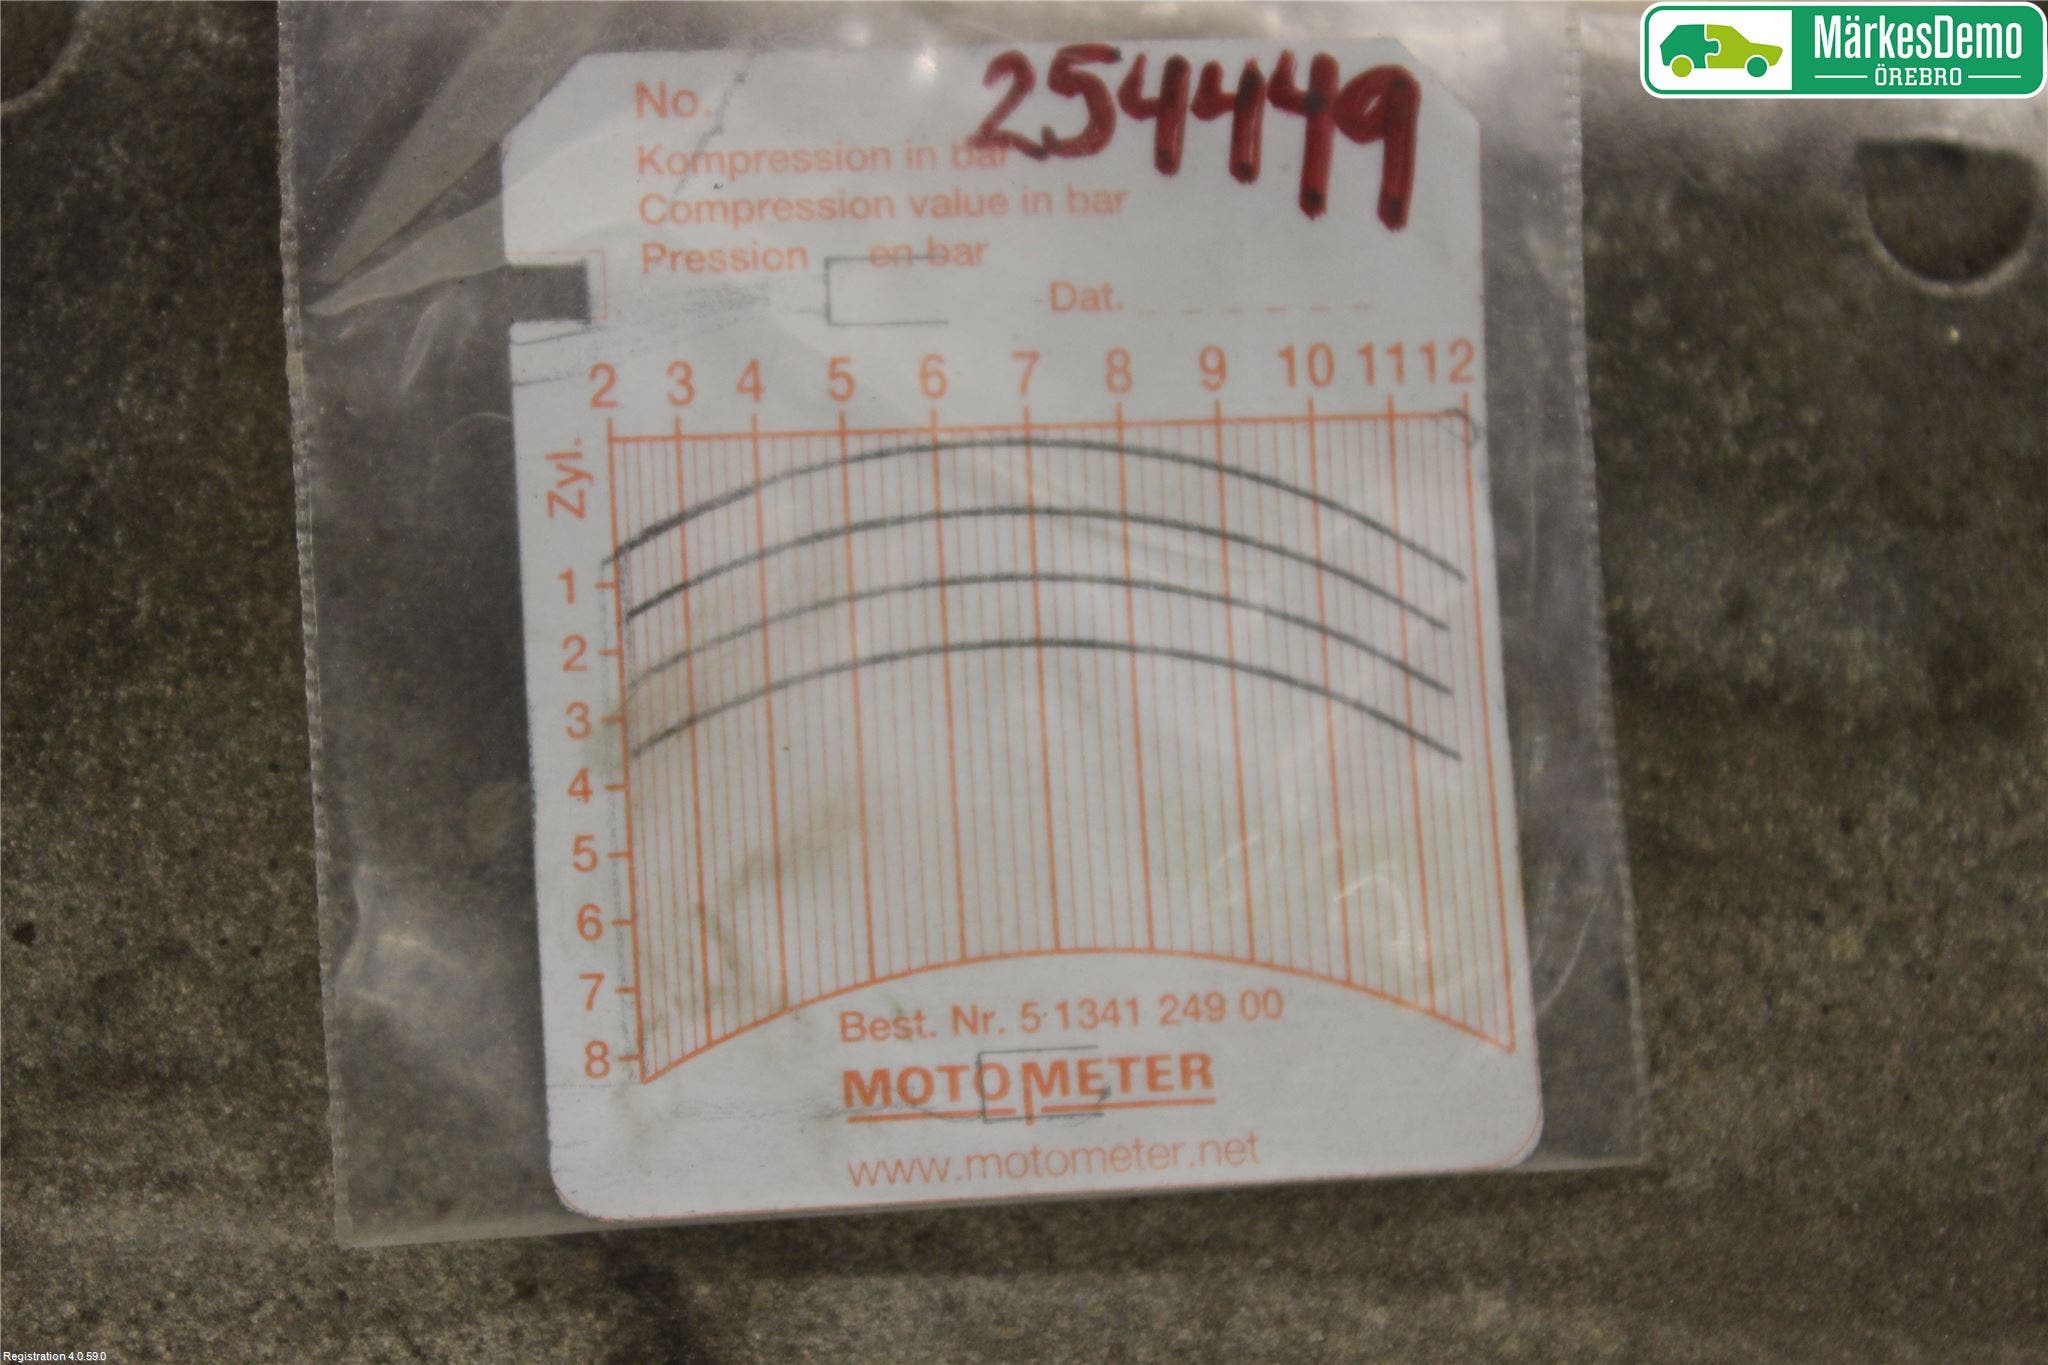 MärkesDemo
ÖREBRO
No. 254449
Kompression in bar
Compression value in bar
Pression en bar
Dat. _ _ _ _ _ _ _
2 3 4 5 6 7 8 9 10 11 12
Zyl.
1
2
3
4
5
6
7
8
Best. Nr. 5 1341 249 00
MOTOMETER
www.motometer.net
Registration 4.0.59.0